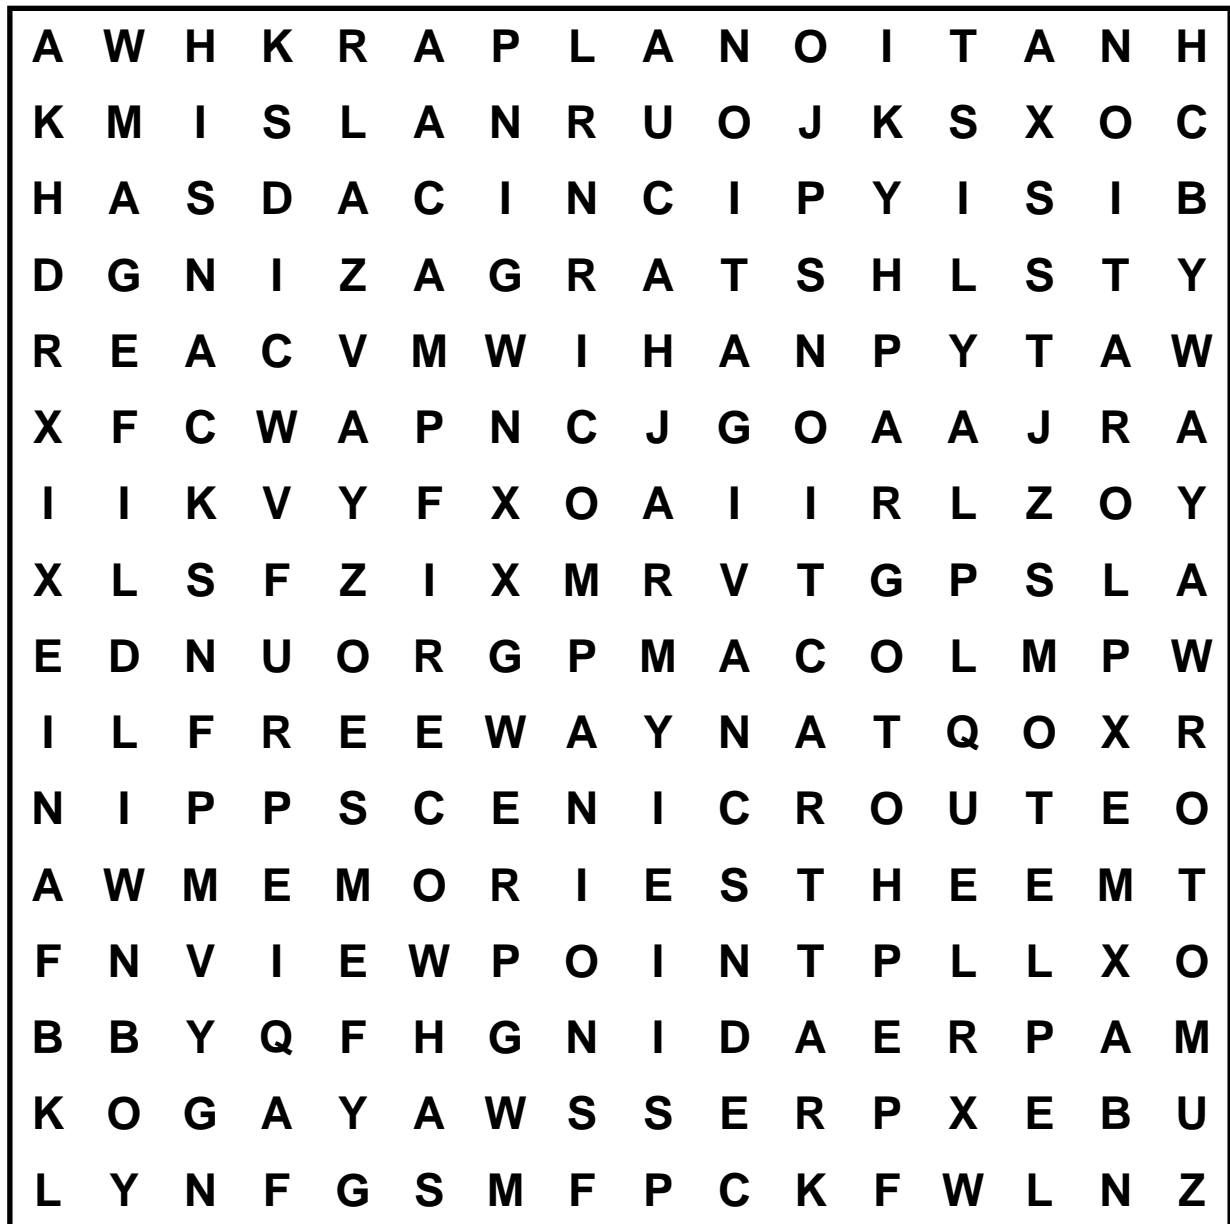 A W H K R A P L A N O I T A N H
K M I S L A N R U O J K S X O C
H A S D A C I N C I P Y I S I B
D G N I Z A G R A T S H L S T Y
R E A C V M W I H A N P Y T A W
X F C W A P N C J G O A A J R A
I I K V Y F X O A I I R L Z O Y
X L S F Z I X M R V T G P S L A
E D N U O R G P M A C O L M P W
I L F R E E W A Y N A T Q O X R
N I P P S C E N I C R O U T E O
A W M E M O R I E S T H E E M T
F N V I E W P O I N T P L L X O
B B Y Q F H G N I D A E R P A M
K O G A Y A W S S E R P X E B U
L Y N F G S M F P C K F W L N Z